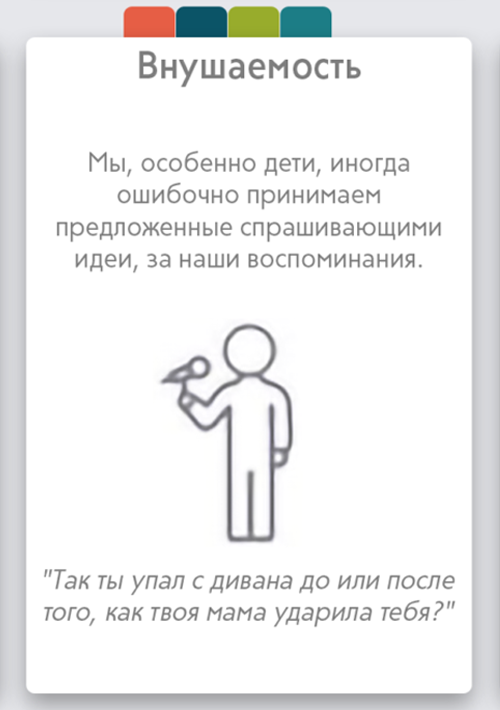 Внушаемость
Мы, особенно дети, иногда
ошибочно принимаем
предложенные спрашивающими
идеи, за наши воспоминания.
"Так ты упал с дивана до или после
того, как твоя мама ударила тебя?"